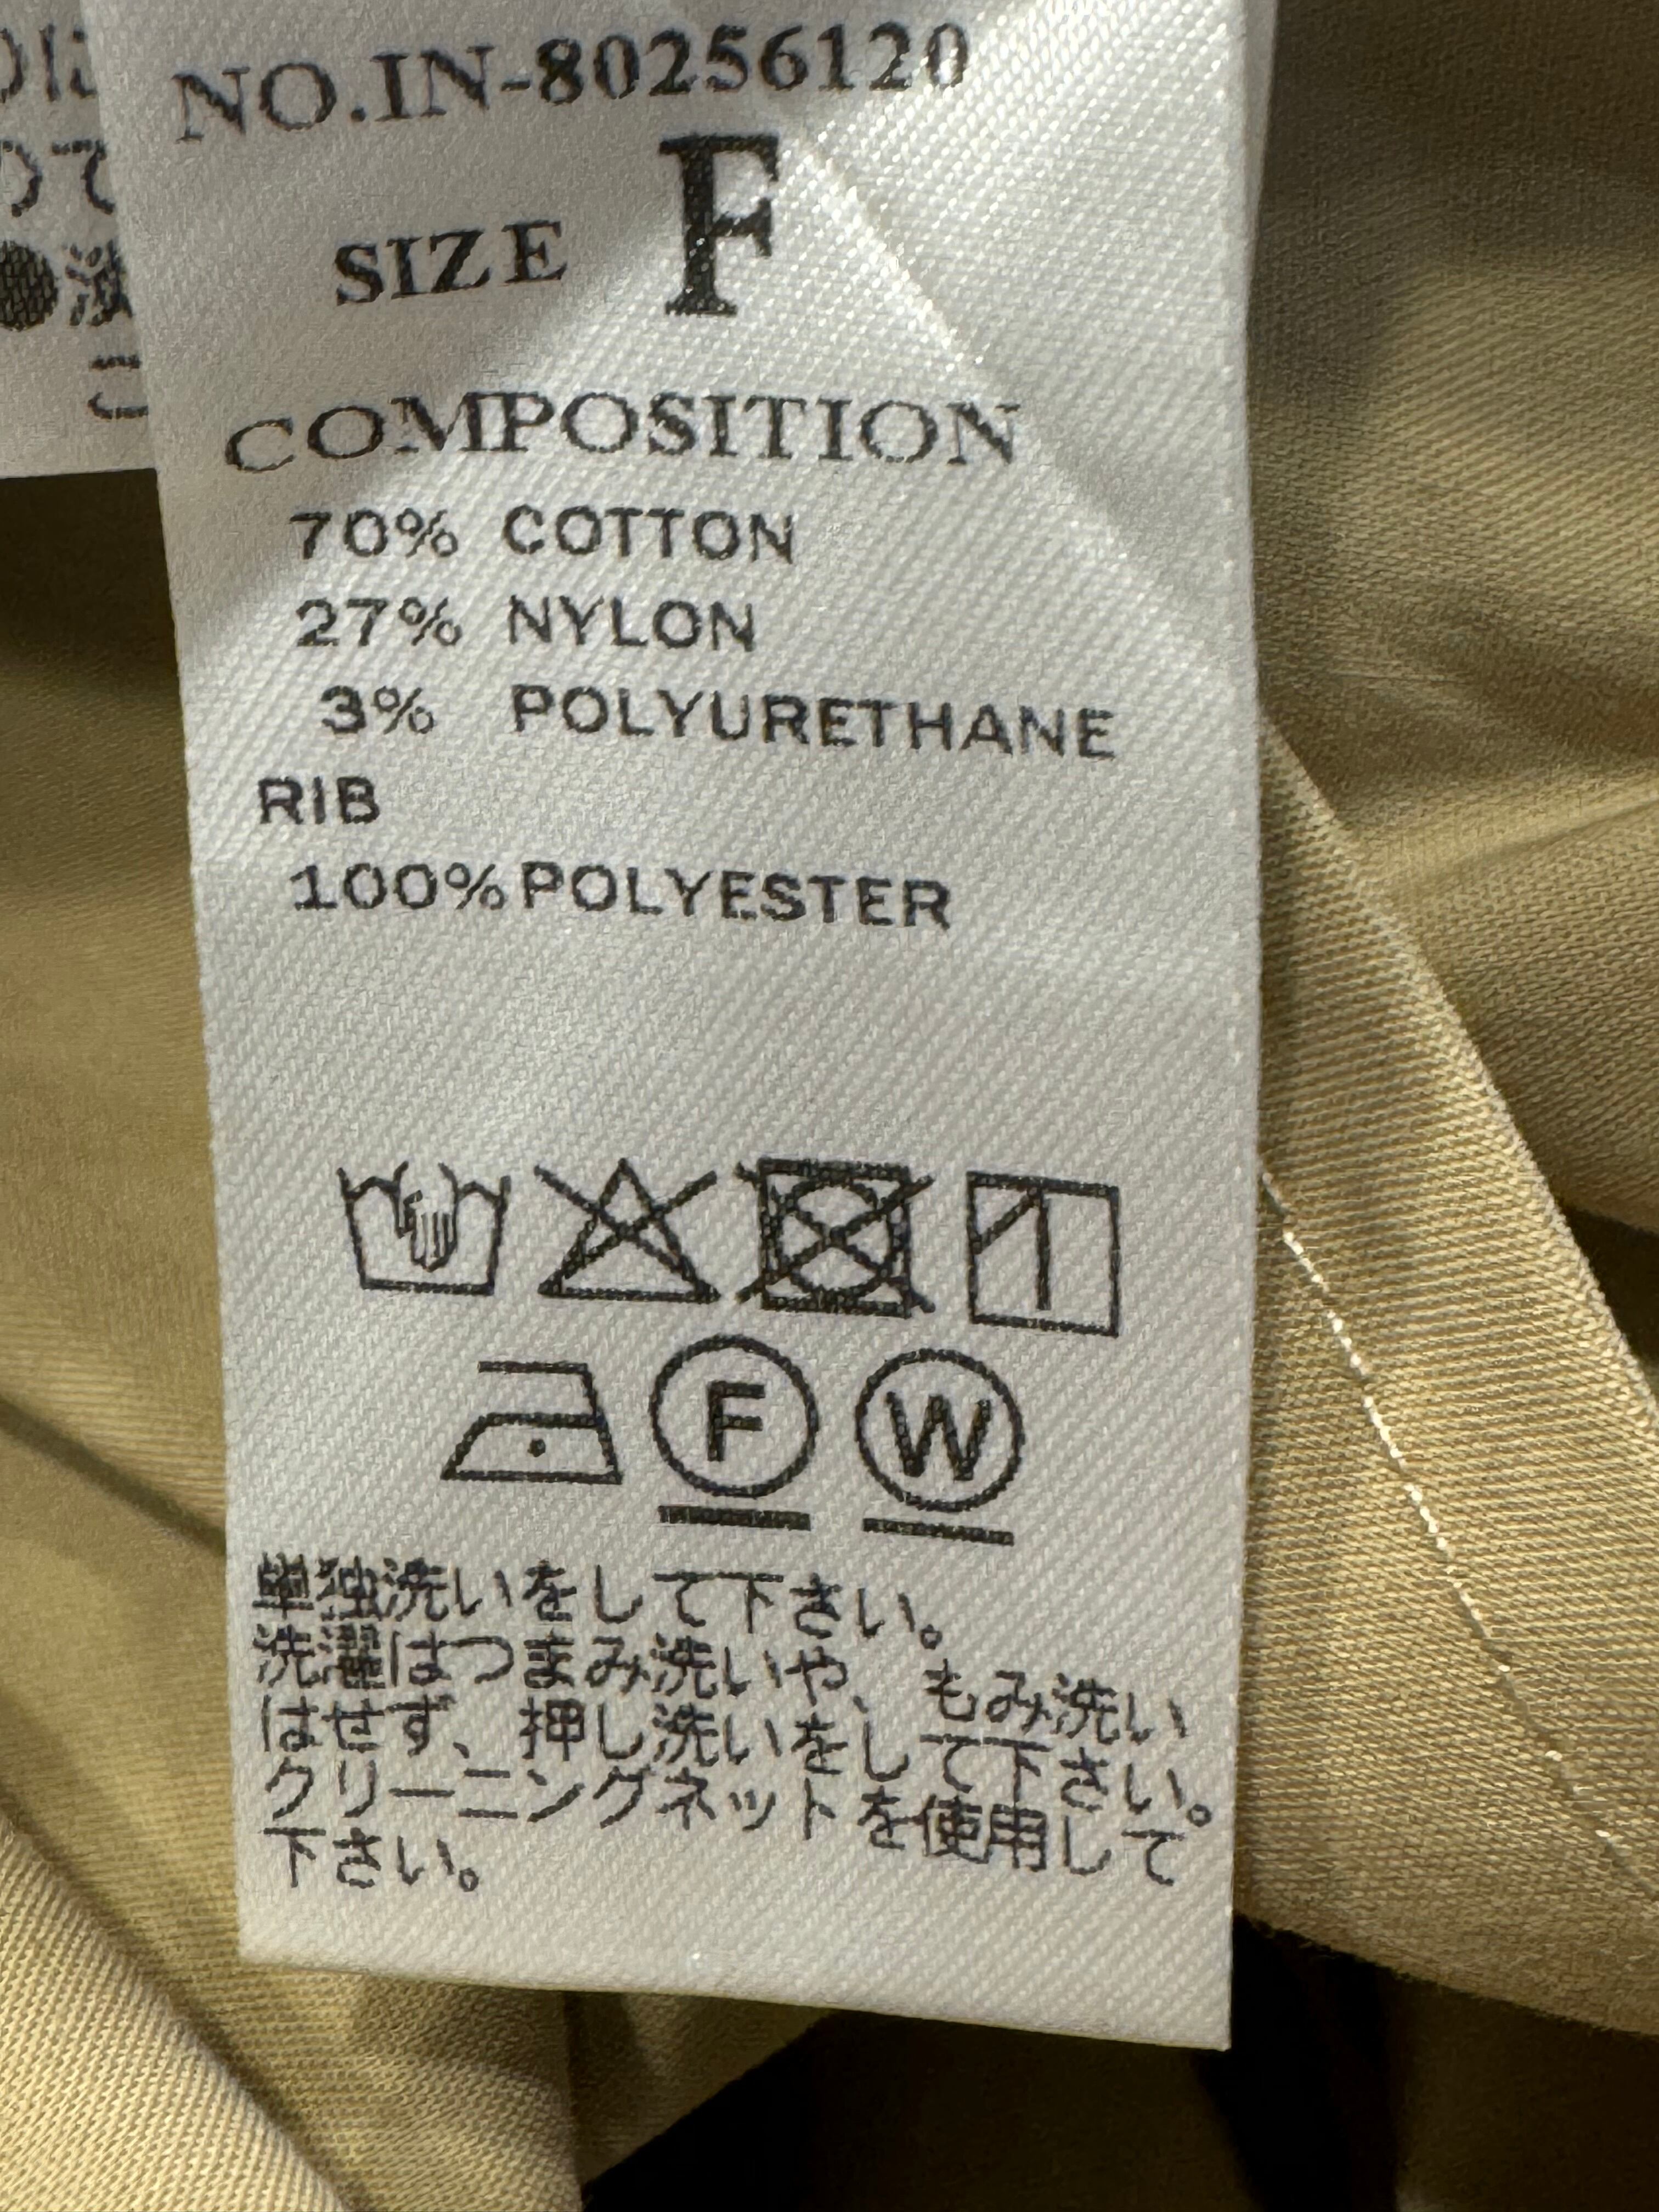 NO.IN-80256120
SIZE F
COMPOSITION
70% COTTON
27% NYLON
3% POLYURETHANE
RIB
100% POLYESTER
F W
単独洗いをして下さい。
洗濯はつまみ洗いや、もみ洗い
はせず、押し洗いをして下さい。
クリーニングネットを使用して
下さい。